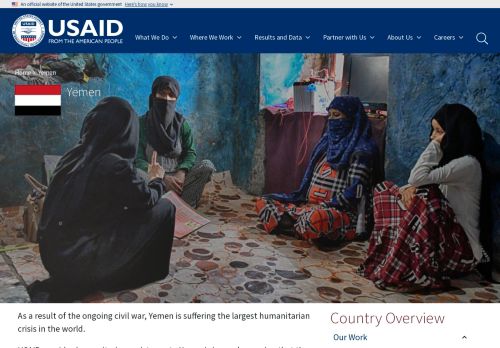 An official website of the United States government Here's how you know
USAID
FROM THE AMERICAN PEOPLE
What We Do
Where We Work
Results and Data
Partner with Us
About Us
Careers
Home » Yemen
Yemen
As a result of the ongoing civil war, Yemen is suffering the largest humanitarian
crisis in the world.
Country Overview
Our Work